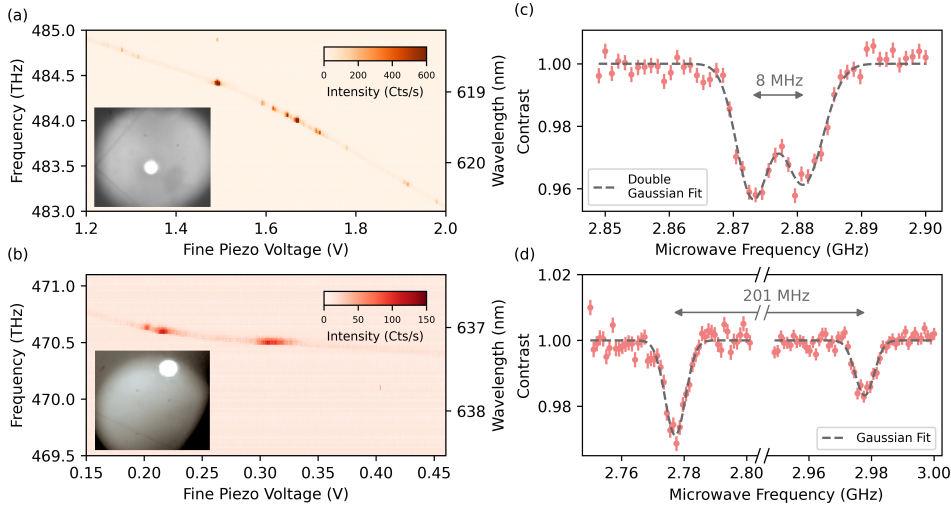 (a)
485.0
484.5
484.0
483.5
483.0
Frequency (THz)
0 200 400 600
Intensity (Cts/s)
619
620
Wavelength (nm)
1.2 1.4 1.6 1.8 2.0
Fine Piezo Voltage (V)
(c)
1.00
0.98
0.96
Contrast
8 MHz
Double
Gaussian Fit
2.85 2.86 2.87 2.88 2.89 2.90
Microwave Frequency (GHz)
(b)
471.0
470.5
470.0
469.5
Frequency (THz)
0 50 100 150
Intensity (Cts/s)
637
638
Wavelength (nm)
0.15 0.20 0.25 0.30 0.35 0.40 0.45
Fine Piezo Voltage (V)
(d)
1.02
1.00
0.98
Contrast
201 MHz
Gaussian Fit
2.76 2.78 2.80 2.96 2.98 3.00
Microwave Frequency (GHz)